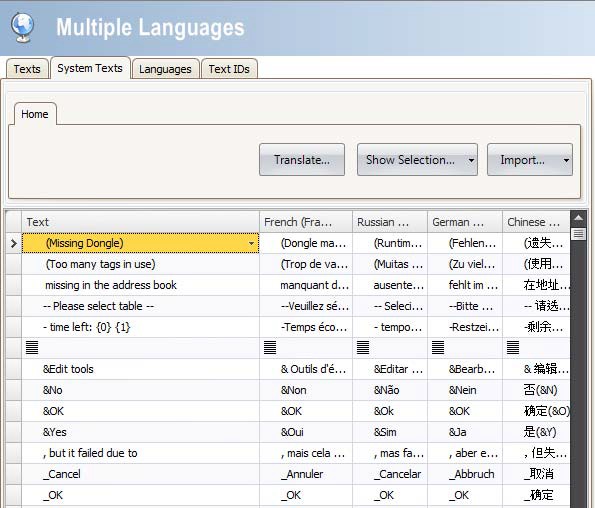 Multiple Languages
Texts System Texts Languages Text IDs
Home
Translate... Show Selection... Import...
Text French (Fra... Russian ... German ... Chinese ...
(Missing Dongle) (Dongle ma... (Runtim... (Fehlen... (遗失...
(Too many tags in use) (Trop de va... (Muitas ... (Zu viel... (使用...
missing in the address book manquant d... ausente... fehlt im ... 在地址...
-- Please select table -- --Veuillez sé... -- Seleci... --Bitte ... -- 请选...
- time left: {0} {1} -Temps éco... - tempo... -Restzei... -剩余...
&Edit tools & Outils d'é... &Editar ... &Bearb... & 编辑...
&No &Non &Não &Nein 否(&N)
&OK &OK &Ok &OK 确定(&O)
&Yes &Oui &Sim &Ja 是(&Y)
, but it failed due to , mais cela ... , mas fa... , aber e... , 但失...
_Cancel _Annuler _Cancelar _Abbruch _取消
_OK _OK _OK _OK _确定